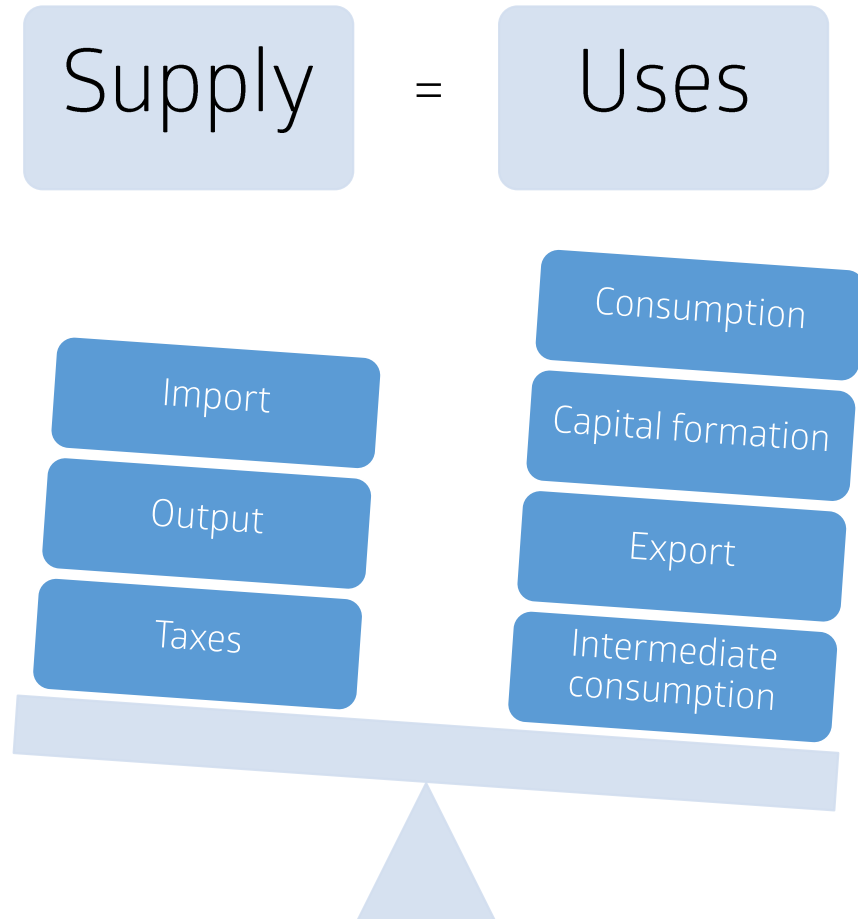 Supply = Uses
Import
Output
Taxes
Consumption
Capital formation
Export
Intermediate
consumption